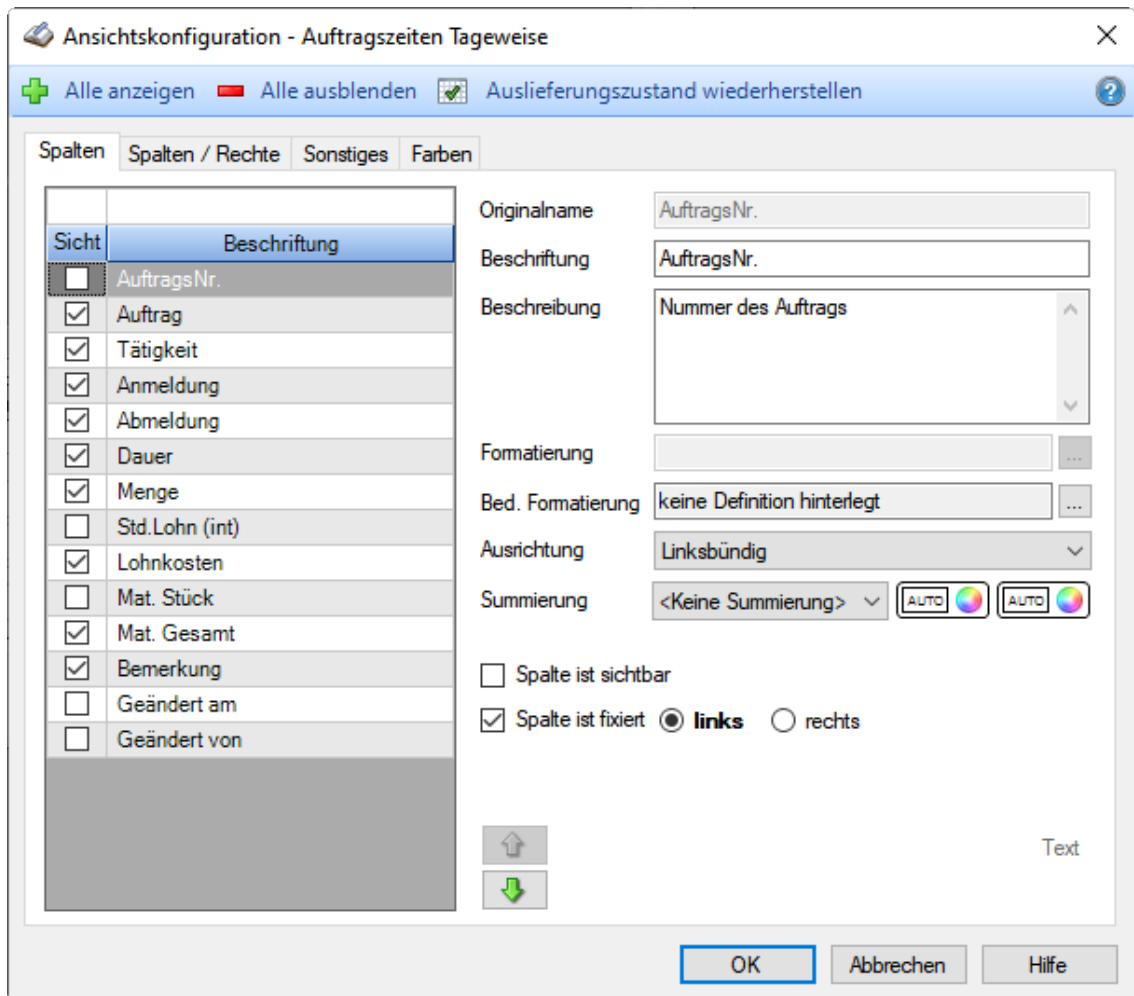 Ansichtskonfiguration - Auftragszeiten Tageweise
Alle anzeigen Alle ausblenden Auslieferungszustand wiederherstellen
Spalten Spalten / Rechte Sonstiges Farben
Sicht Beschriftung
AuftragsNr.
Auftrag
Tätigkeit
Anmeldung
Abmeldung
Dauer
Menge
Std.Lohn (int)
Lohnkosten
Mat. Stück
Mat. Gesamt
Bemerkung
Geändert am
Geändert von
Originalname AuftragsNr.
Beschriftung AuftragsNr.
Beschreibung Nummer des Auftrags
Formatierung ...
Bed. Formatierung keine Definition hinterlegt ...
Ausrichtung Linksbündig
Summierung <Keine Summierung> AUTO AUTO
Spalte ist sichtbar
Spalte ist fixiert links rechts
Text
OK Abbrechen Hilfe